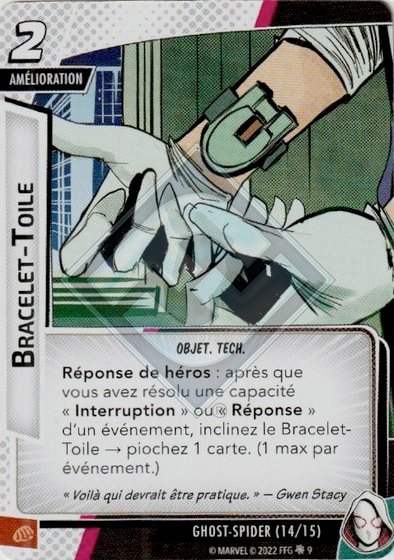 2
AMÉLIORATION
BRACELET-TOILE
OBJET. TECH.
Réponse de héros : après que
vous avez résolu une capacité
« Interruption » ou « Réponse »
d'un événement, inclinez le Bracelet-
Toile → piochez 1 carte. (1 max par
événement.)
« Voilà qui devrait être pratique. » – Gwen Stacy
GHOST-SPIDER (14/15)
© MARVEL © 2022 FFG 9